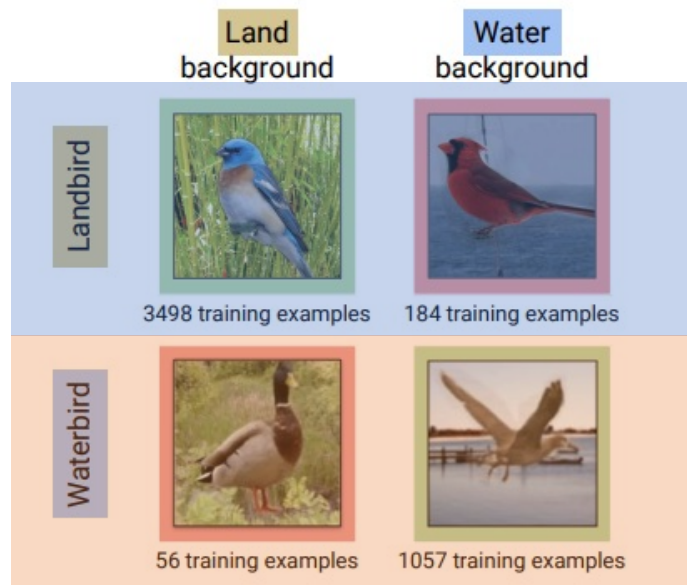 Land
background
Water
background
Landbird
3498 training examples
184 training examples
Waterbird
56 training examples
1057 training examples